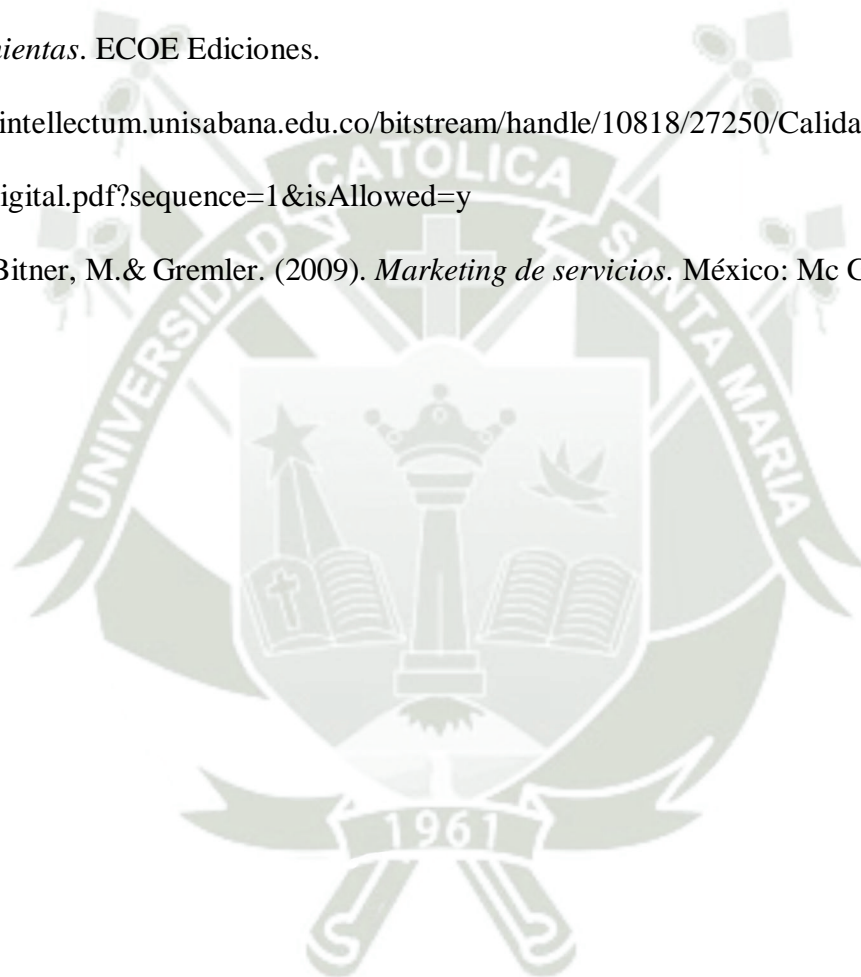 mientas. ECOE Ediciones.
intellectum.unisabana.edu.co/bitstream/handle/10818/27250/Calida
igital.pdf?sequence=1&isAllowed=y
Bitner, M.& Gremler. (2009). Marketing de servicios. México: Mc
UNIVERSIDAD CATOLICA SANTA MARIA
1961